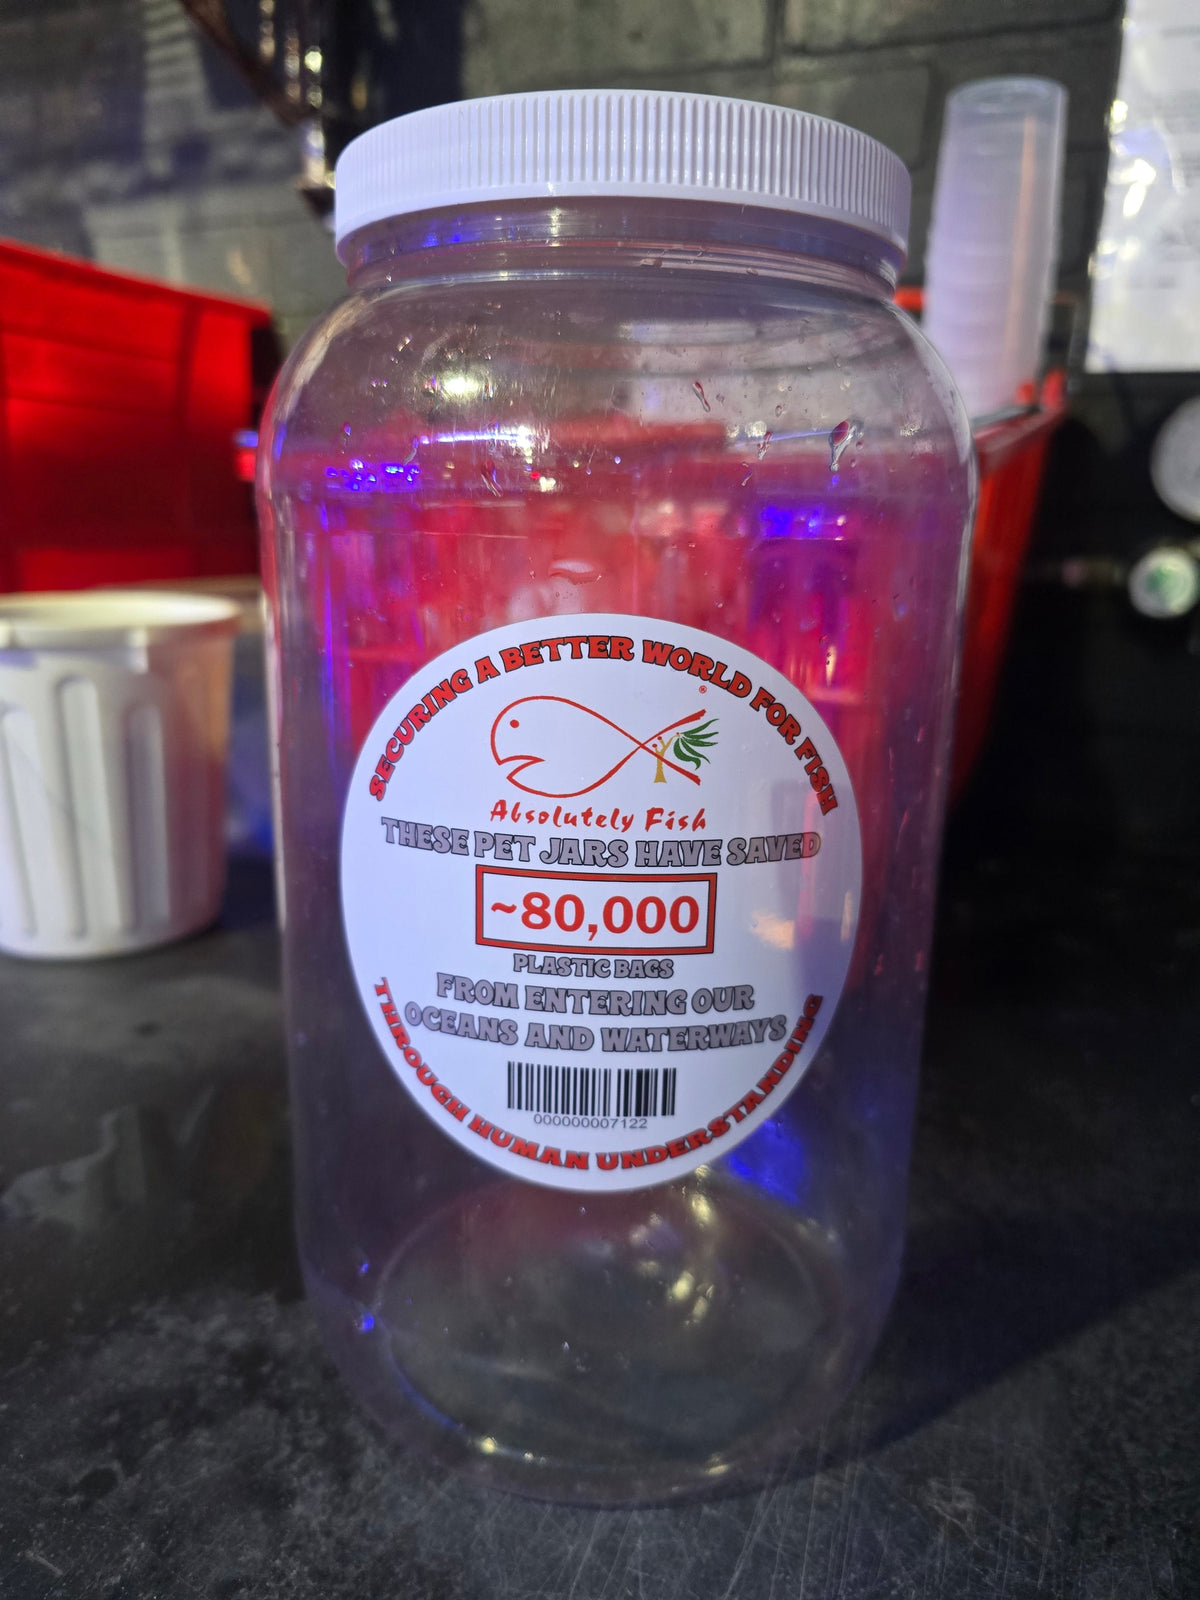 SECURING A BETTER WORLD FOR FISH
®
Absolutely Fish
THESE PET JARS HAVE SAVED
~80,000
PLASTIC BAGS
FROM ENTERING OUR
OCEANS AND WATERWAYS
000000007122
THROUGH HUMAN UNDERSTANDING